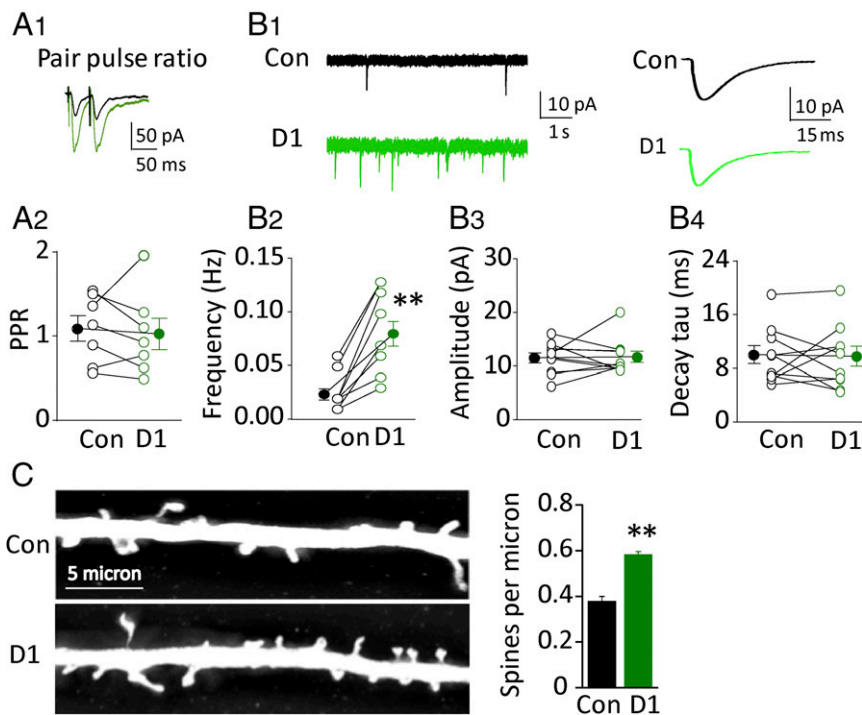 A1
Pair pulse ratio
50 pA
50 ms
B1
Con
D1
10 pA
1 s
Con
D1
10 pA
15 ms
A2
PPR
2
1
0
Con D1
B2
Frequency (Hz)
0.15
0.10
0.05
0.00
**
Con D1
B3
Amplitude (pA)
30
20
10
0
Con D1
B4
Decay tau (ms)
24
16
8
0
Con D1
C
Con
5 micron
D1
Spines per micron
0.8
0.6
0.4
0.2
0
**
Con D1